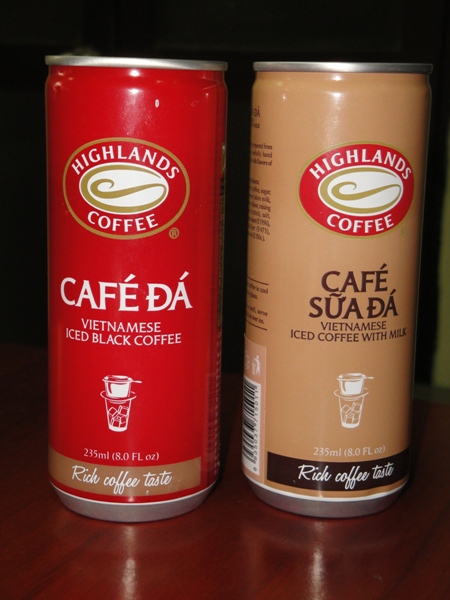 HIGHLANDS
COFFEE
®
CAFÉ ĐÁ
VIETNAMESE
ICED BLACK COFFEE
235ml (8.0 FL oz)
Rich coffee taste
HIGHLANDS
COFFEE
CAFÉ
SỮA ĐÁ
VIETNAMESE
ICED COFFEE WITH MILK
235ml (8.0 FL oz)
Rich coffee taste